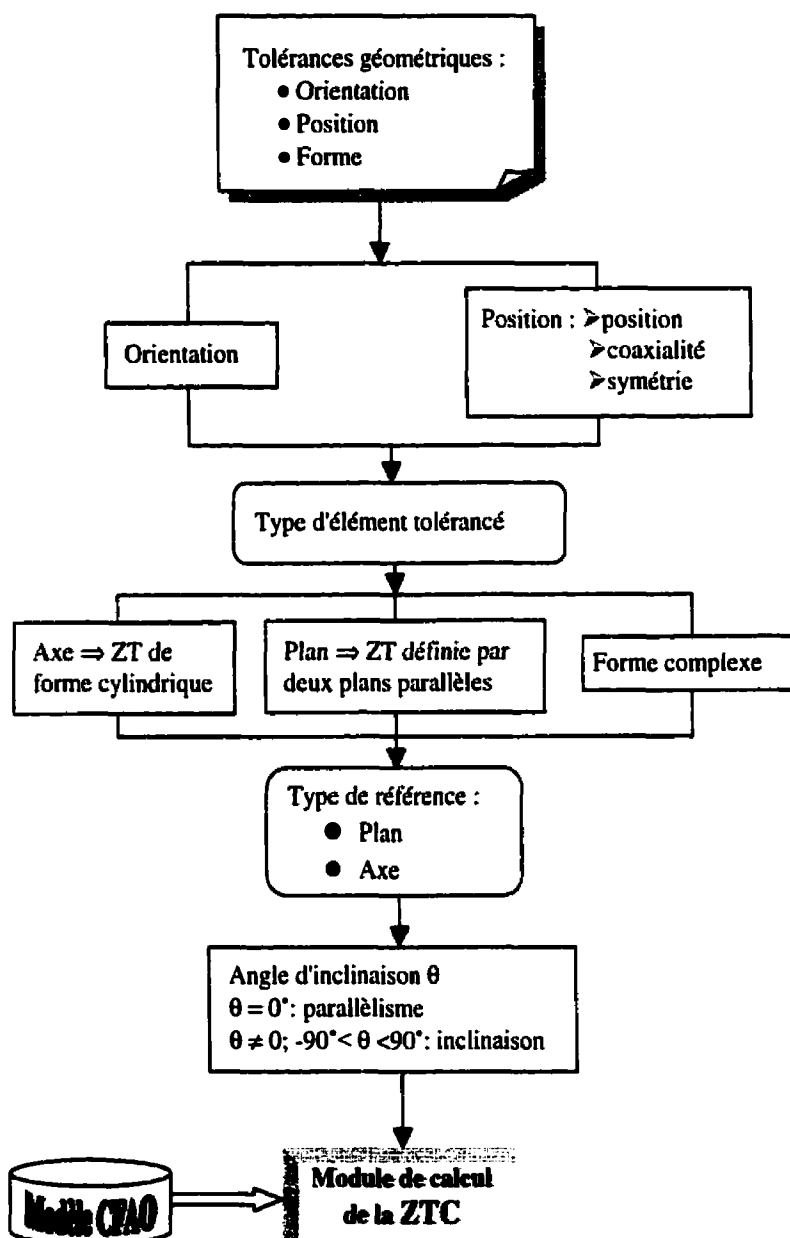 Tolérances géométriques :
● Orientation
● Position
● Forme
Orientation
Position : ➢position
➢coaxialité
➢symétrie
Type d'élément tolérancé
Axe ⇒ ZT de
forme cylindrique
Plan ⇒ ZT définie par
deux plans parallèles
Forme complexe
Type de référence :
● Plan
● Axe
Angle d'inclinaison θ
θ = 0°: parallèlisme
θ ≠ 0; -90°< θ <90°: inclinaison
Modèle CFAO
Module de calcul
de la ZTC